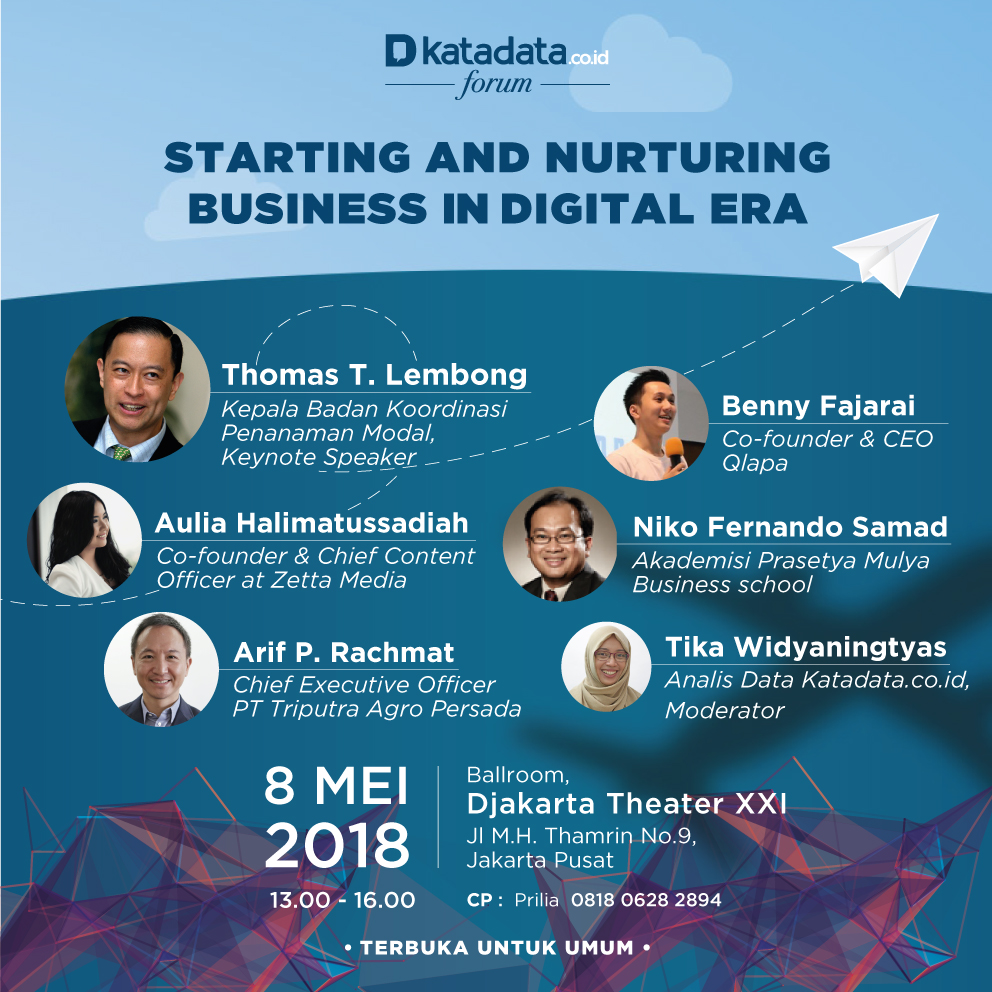 katadata.co.id
forum
STARTING AND NURTURING
BUSINESS IN DIGITAL ERA
Thomas T. Lembong
Kepala Badan Koordinasi
Penanaman Modal,
Keynote Speaker
Benny Fajarai
Co-founder & CEO
Qlapa
Aulia Halimatussadiah
Co-founder & Chief Content
Officer at Zetta Media
Niko Fernando Samad
Akademisi Prasetya Mulya
Business school
Arif P. Rachmat
Chief Executive Officer
PT Triputra Agro Persada
Tika Widyaningtyas
Analis Data Katadata.co.id,
Moderator
8 MEI
2018
13.00 - 16.00
Ballroom,
Djakarta Theater XXI
Jl M.H. Thamrin No.9,
Jakarta Pusat
CP : Prilia 0818 0628 2894
• TERBUKA UNTUK UMUM •